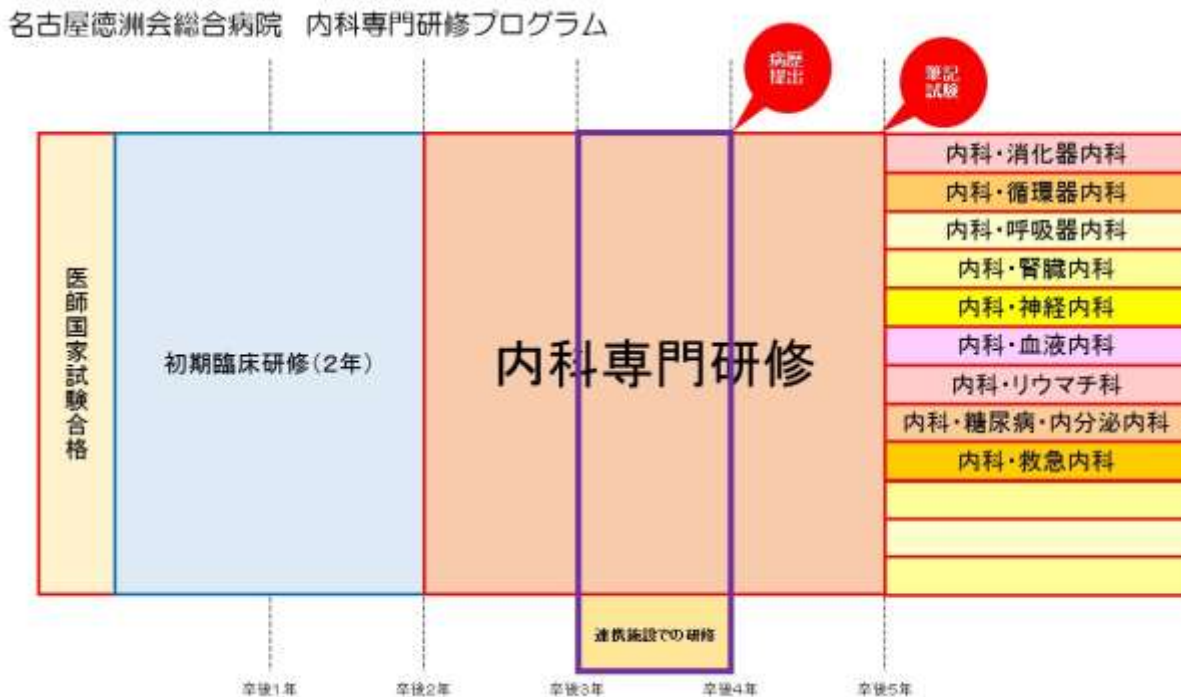 名古屋徳洲会総合病院 内科専門研修プログラム
病歴
提出
筆記
試験
医師国家試験合格
初期臨床研修(2年)
内科専門研修
内科・消化器内科
内科・循環器内科
内科・呼吸器内科
内科・腎臓内科
内科・神経内科
内科・血液内科
内科・リウマチ科
内科・糖尿病・内分泌内科
内科・救急内科
連携施設での研修
卒後1年
卒後2年
卒後3年
卒後4年
卒後5年